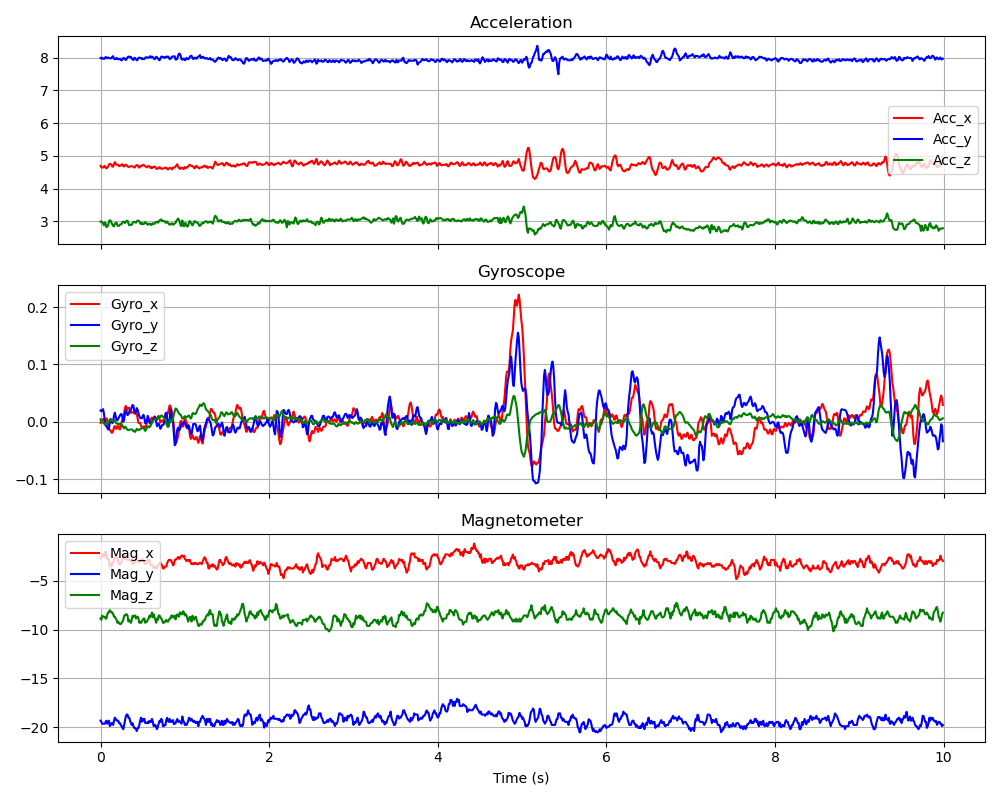 Acceleration
8
7
6
5
4
3
Acc_x
Acc_y
Acc_z
Gyroscope
0.2
0.1
0.0
−0.1
Gyro_x
Gyro_y
Gyro_z
Magnetometer
−5
−10
−15
−20
Mag_x
Mag_y
Mag_z
0 2 4 6 8 10
Time (s)